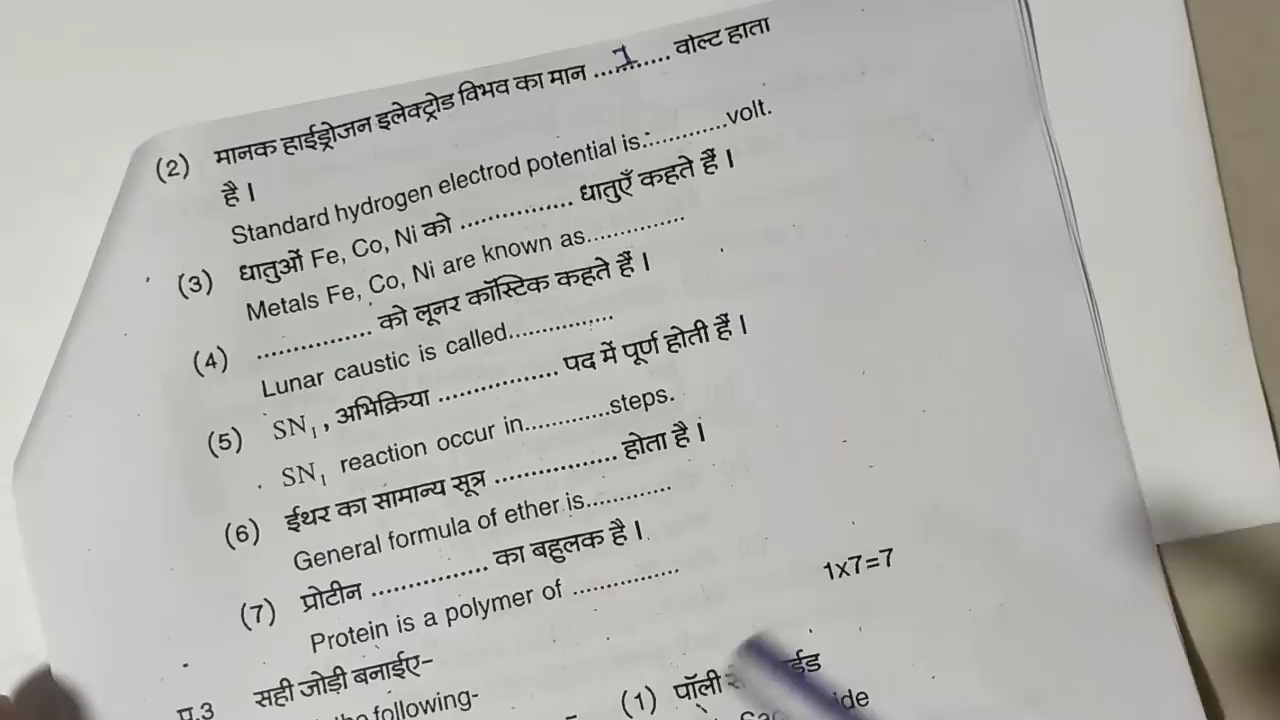 (2) मानक हाईड्रोजन इलेक्ट्रोड विभव का मान ...1...... वोल्ट हाता
है ।
Standard hydrogen electrod potential is:............volt.
(3) धातुओं Fe, Co, Ni को ................ धातुएँ कहते हैं ।
Metals Fe, Co, Ni are known as..............
(4) ................ को लूनर कॉस्टिक कहते हैं ।
Lunar caustic is called...............
(5) SN₁, अभिक्रिया ................. पद में पूर्ण होती हैं ।
SN₁ reaction occur in............steps.
(6) ईथर का सामान्य सूत्र ................. होता है ।
General formula of ether is............
(7) प्रोटीन ................ का बहुलक है ।
Protein is a polymer of ...............
1x7=7
प्र.3 सही जोड़ी बनाईए–
following-
(1) पॉली